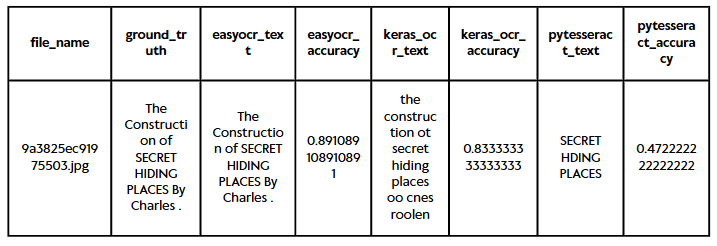 file_name ground_tr easyocr_tex easyocr_ keras_oc keras_ocr_ pytesserac pytessera
uth t accuracy r_text accuracy t_text ct_accura
cy
9a3825ec919
75503.jpg
The
Constructi
on of
SECRET
HIDING
PLACES By
Charles .
The
Constructio
n of SECRET
HIDING
PLACES By
Charles .
0.891089
10891089
1
the
construc
tion ot
secret
hiding
places
oo cnes
roolen
0.8333333
33333333
SECRET
HDING
PLACES
0.4722222
22222222